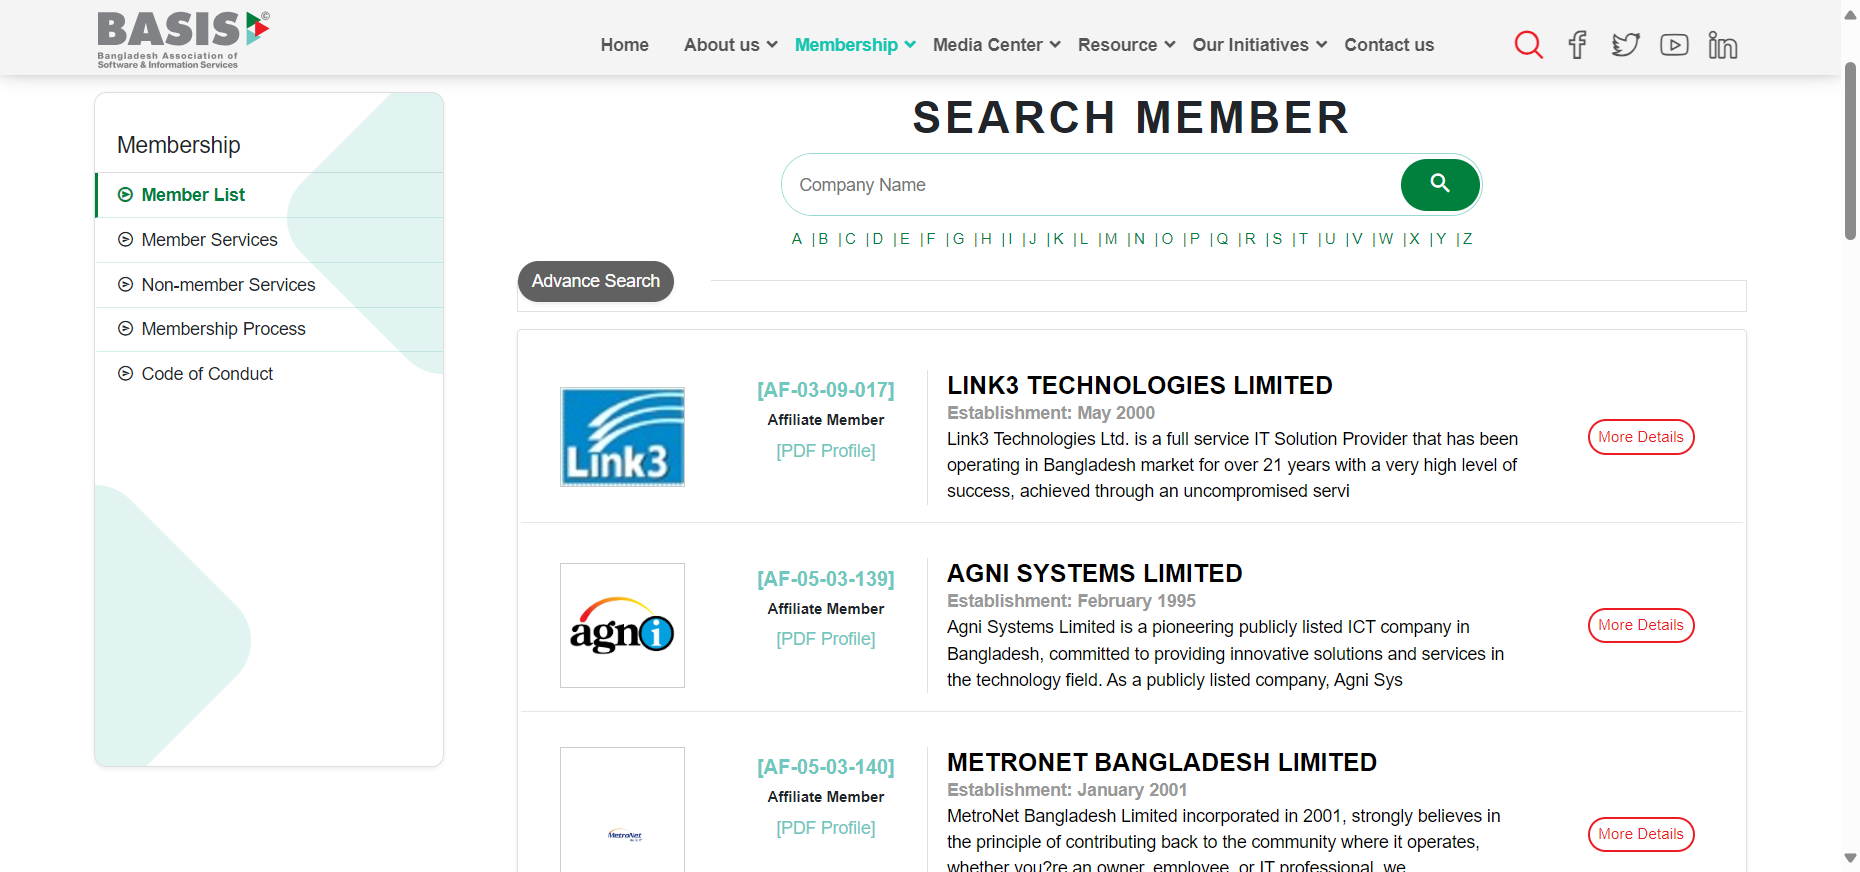 BASIS©
Bangladesh Association of
Software & Information Services
Home
About us
Membership
Media Center
Resource
Our Initiatives
Contact us
Membership
Member List
Member Services
Non-member Services
Membership Process
Code of Conduct
SEARCH MEMBER
Company Name
A |B |C |D |E |F |G |H |I |J |K |L |M |N |O |P |Q |R |S |T |U |V |W |X |Y |Z
Advance Search
Link3
[AF-03-09-017]
Affiliate Member
[PDF Profile]
LINK3 TECHNOLOGIES LIMITED
Establishment: May 2000
Link3 Technologies Ltd. is a full service IT Solution Provider that has been
operating in Bangladesh market for over 21 years with a very high level of
success, achieved through an uncompromised servi
More Details
agni
[AF-05-03-139]
Affiliate Member
[PDF Profile]
AGNI SYSTEMS LIMITED
Establishment: February 1995
Agni Systems Limited is a pioneering publicly listed ICT company in
Bangladesh, committed to providing innovative solutions and services in
the technology field. As a publicly listed company, Agni Sys
More Details
MetroNet
[AF-05-03-140]
Affiliate Member
[PDF Profile]
METRONET BANGLADESH LIMITED
Establishment: January 2001
MetroNet Bangladesh Limited incorporated in 2001, strongly believes in
the principle of contributing back to the community where it operates,
whether you?re an owner, employee, or IT professional, we
More Details